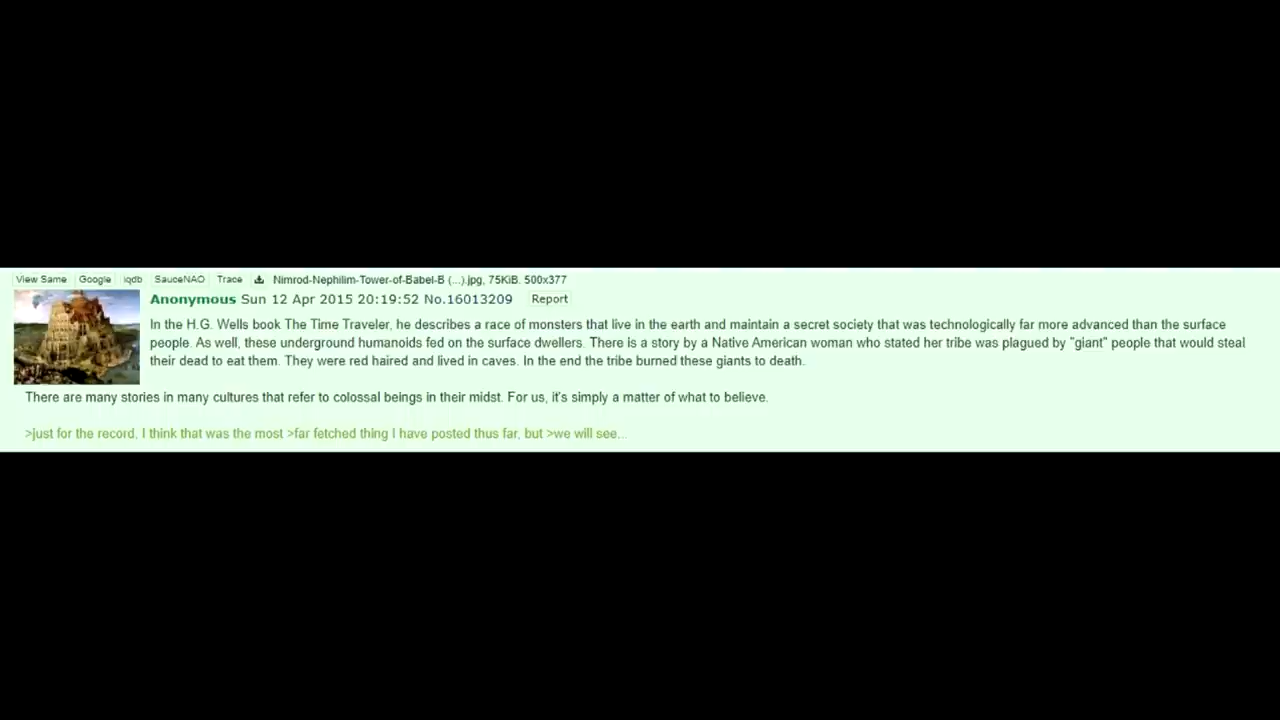 View Same Google iqdb SauceNAO Trace Nimrod-Nephilim-Tower-of-Babel-B (...).jpg, 75KiB. 500x377
Anonymous Sun 12 Apr 2015 20:19:52 No.16013209 Report
In the H.G. Wells book The Time Traveler, he describes a race of monsters that live in the earth and maintain a secret society that was technologically far more advanced than the surface
people. As well, these underground humanoids fed on the surface dwellers. There is a story by a Native American woman who stated her tribe was plagued by "giant" people that would steal
their dead to eat them. They were red haired and lived in caves. In the end the tribe burned these giants to death.
There are many stories in many cultures that refer to colossal beings in their midst. For us, it's simply a matter of what to believe.
>just for the record, I think that was the most >far fetched thing I have posted thus far, but >we will see...